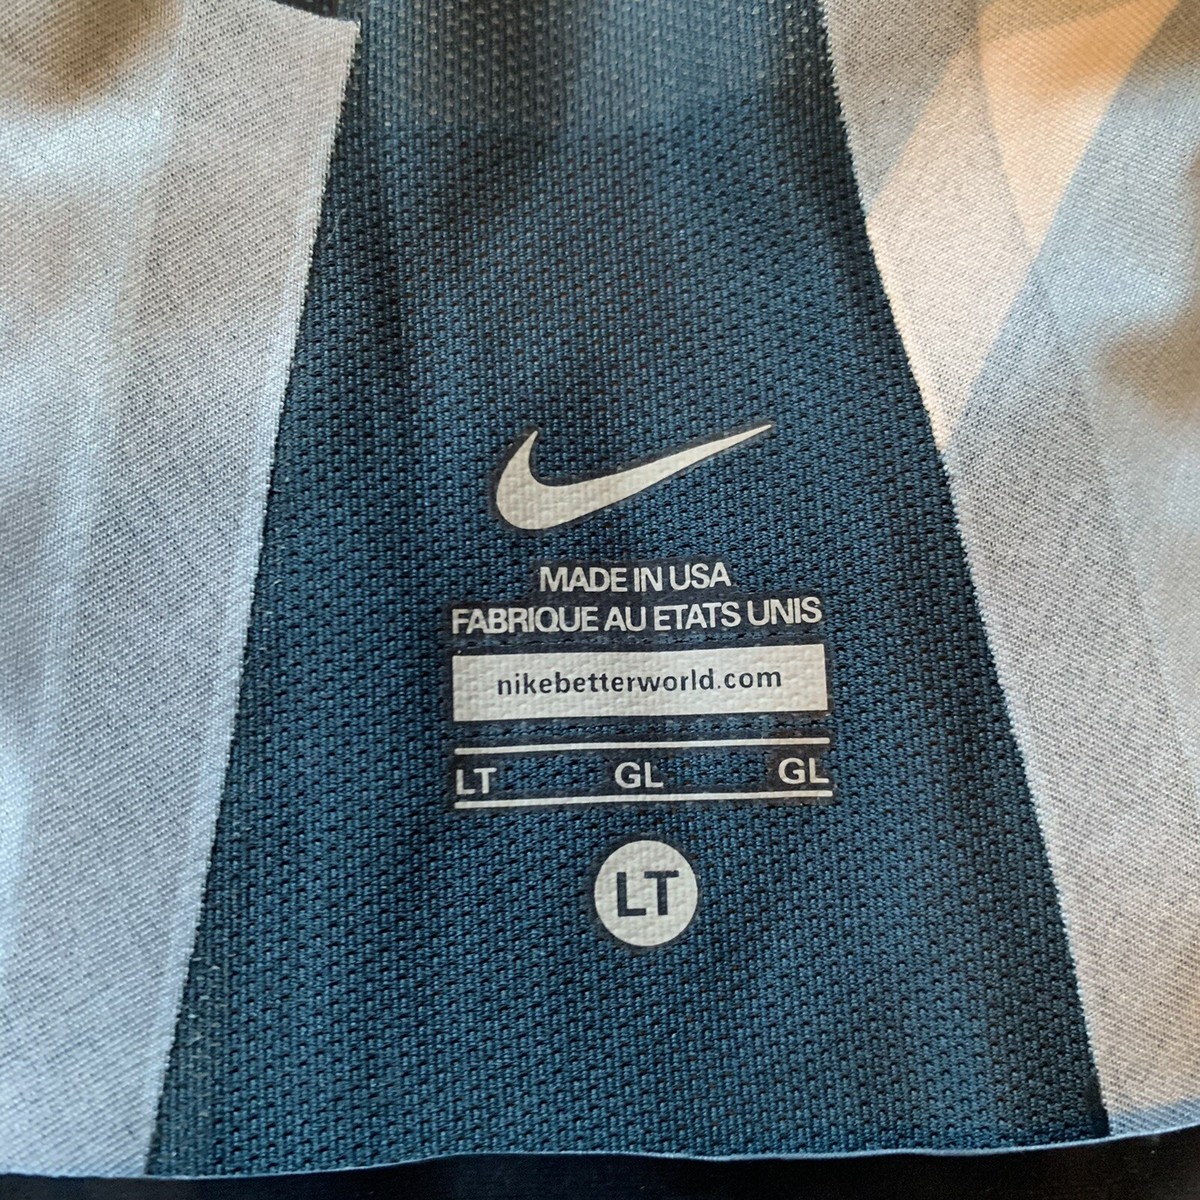 MADE IN USA
FABRIQUE AU ETATS UNIS
nikebetterworld.com
LT GL GL
LT